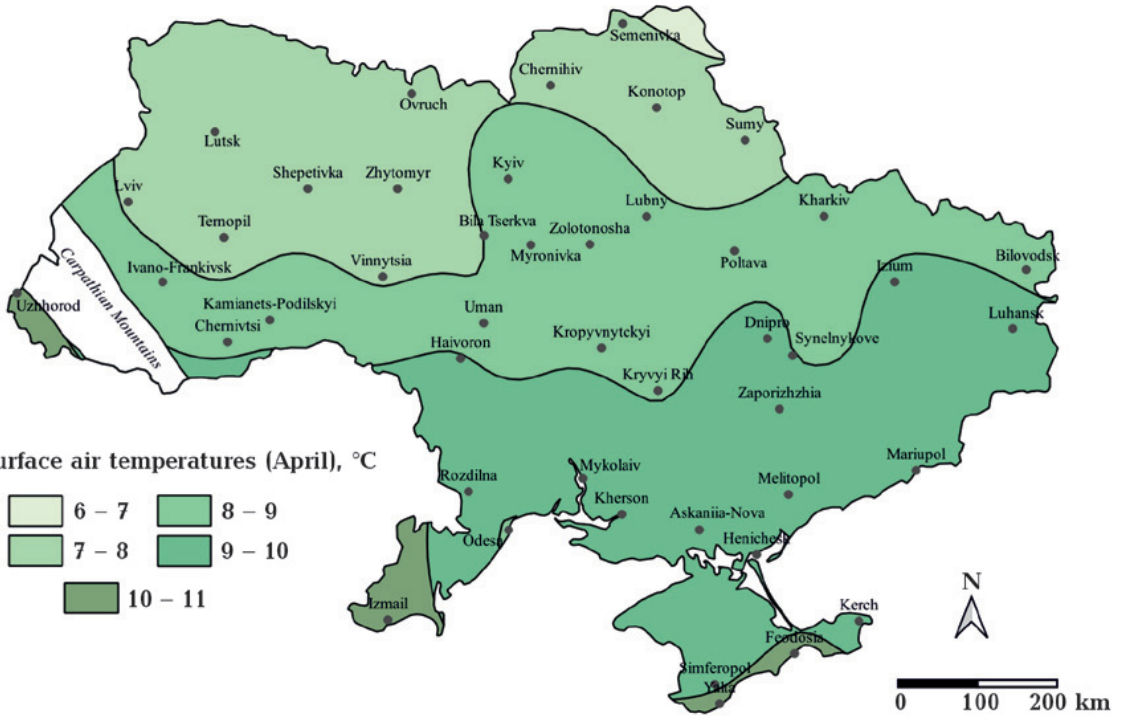 Semenivka
Chernihiv
Ovruch
Konotop
Sumy
Lutsk
Shepetivka
Zhytomyr
Kyiv
Lviv
Lubny
Kharkiv
Ternopil
Bila Tserkva
Zolotonosha
Myronivka
Vinnytsia
Poltava
Ivano-Frankivsk
Izium
Bilovodsk
Carpathian Mountains
Uzhhorod
Kamianets-Podilskyi
Chernivtsi
Uman
Luhansk
Dnipro
Kropyvnytckyi
Synelnykove
Haivoron
Kryvyi Rih
Zaporizhzhia
Mariupol
urface air temperatures (April), °C
6 – 7
8 – 9
7 – 8
9 – 10
10 – 11
Rozdilna
Mykolaiv
Melitopol
Kherson
Askaniia-Nova
Odesa
Henichesk
Izmail
Kerch
Feodosia
Simferopol
Yalta
N
0 100 200 km